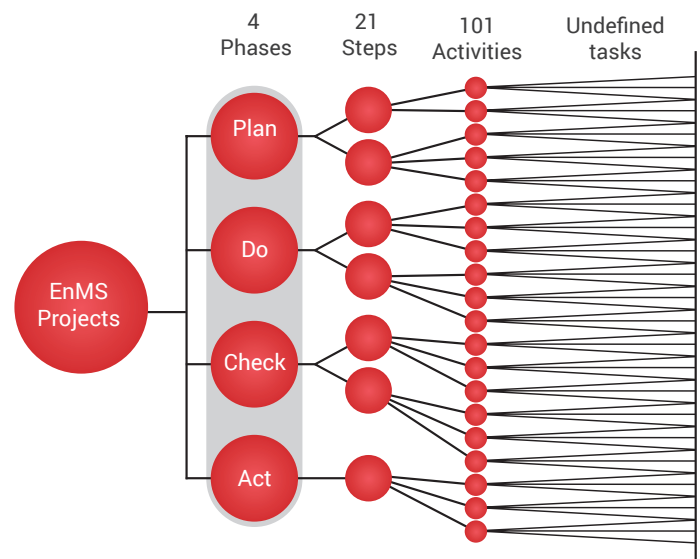 4
Phases
21
Steps
101
Activities
Undefined
tasks
Plan
Do
EnMS
Projects
Check
Act